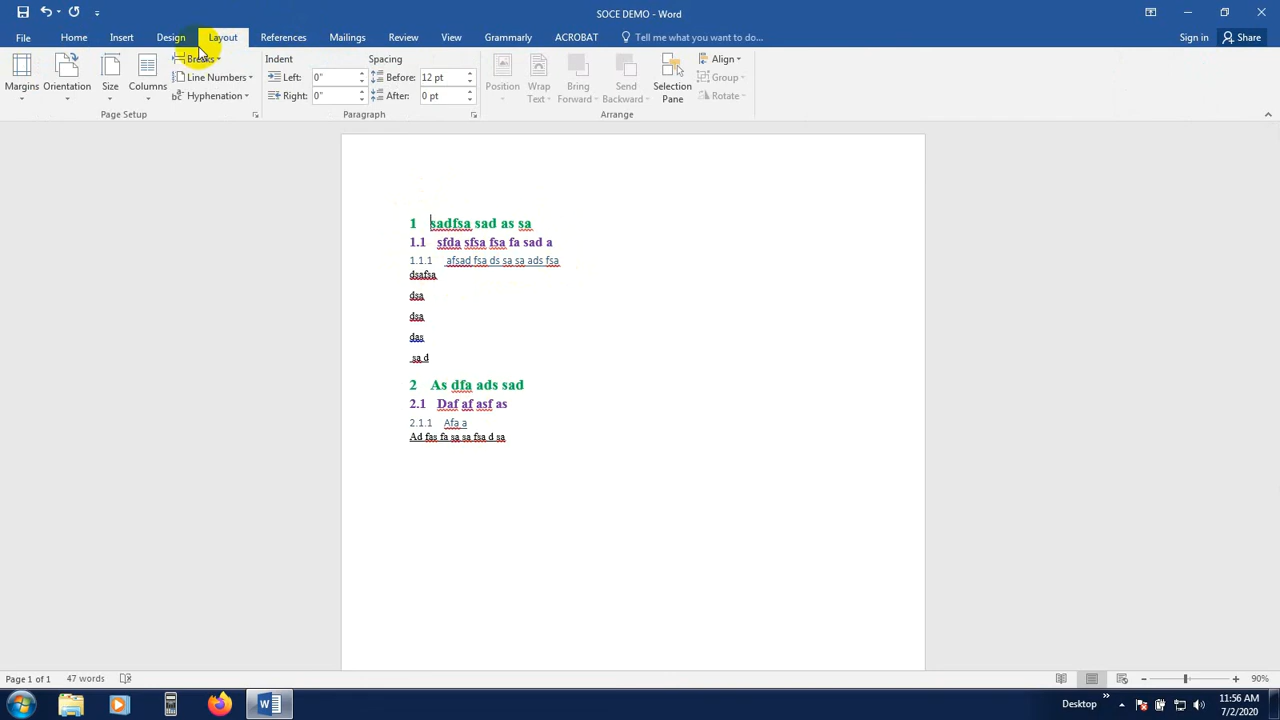 SOCE DEMO - Word
File Home Insert Design Layout References Mailings Review View Grammarly ACROBAT Tell me what you want to do... Sign in Share
Margins Orientation Size Columns Breaks Line Numbers Hyphenation
Page Setup
Indent Spacing
Left: 0" Before: 12 pt
Right: 0" After: 0 pt
Paragraph
Position Wrap Text Bring Forward Send Backward Selection Pane Align Group Rotate
Arrange
1 sadfsa sad as sa
1.1 sfda sfsa fsa fa sad a
1.1.1 afsad fsa ds sa sa ads fsa
dsafsa
dsa
dsa
das
sa d
2 As dfa ads sad
2.1 Daf af asf as
2.1.1 Afa a
Ad fas fa sa sa fsa d sa
Page 1 of 1 47 words 90%
Desktop 11:56 AM
7/2/2020